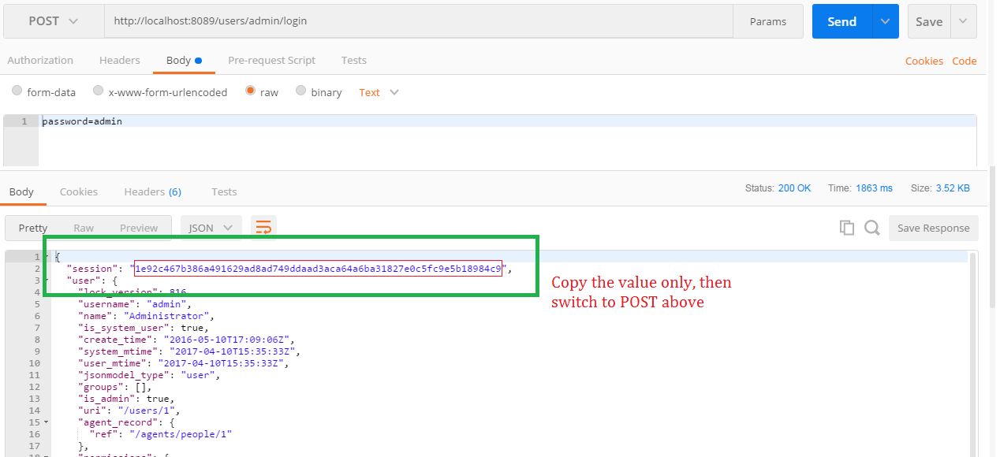 POST http://localhost:8089/users/admin/login Params Send Save
Authorization Headers Body Pre-request Script Tests Cookies Code
form-data x-www-form-urlencoded raw binary Text
1 password=admin
Body Cookies Headers (6) Tests Status: 200 OK Time: 1863 ms Size: 3.52 KB
Pretty Raw Preview JSON Save Response
1 {
2 "session": "1e92c467b386a491629ad8ad749ddaad3aca64a6ba31827e0c5fc9e5b18984c9",
3 "user": {
Copy the value only, then
switch to POST above
4 "lock_version": 816,
5 "username": "admin",
6 "name": "Administrator",
7 "is_system_user": true,
8 "create_time": "2016-05-10T17:09:06Z",
9 "system_mtime": "2017-04-10T15:35:33Z",
10 "user_mtime": "2017-04-10T15:35:33Z",
11 "jsonmodel_type": "user",
12 "groups": [],
13 "is_admin": true,
14 "uri": "/users/1",
15 "agent_record": {
16 "ref": "/agents/people/1"
17 },
18 "permissions": {